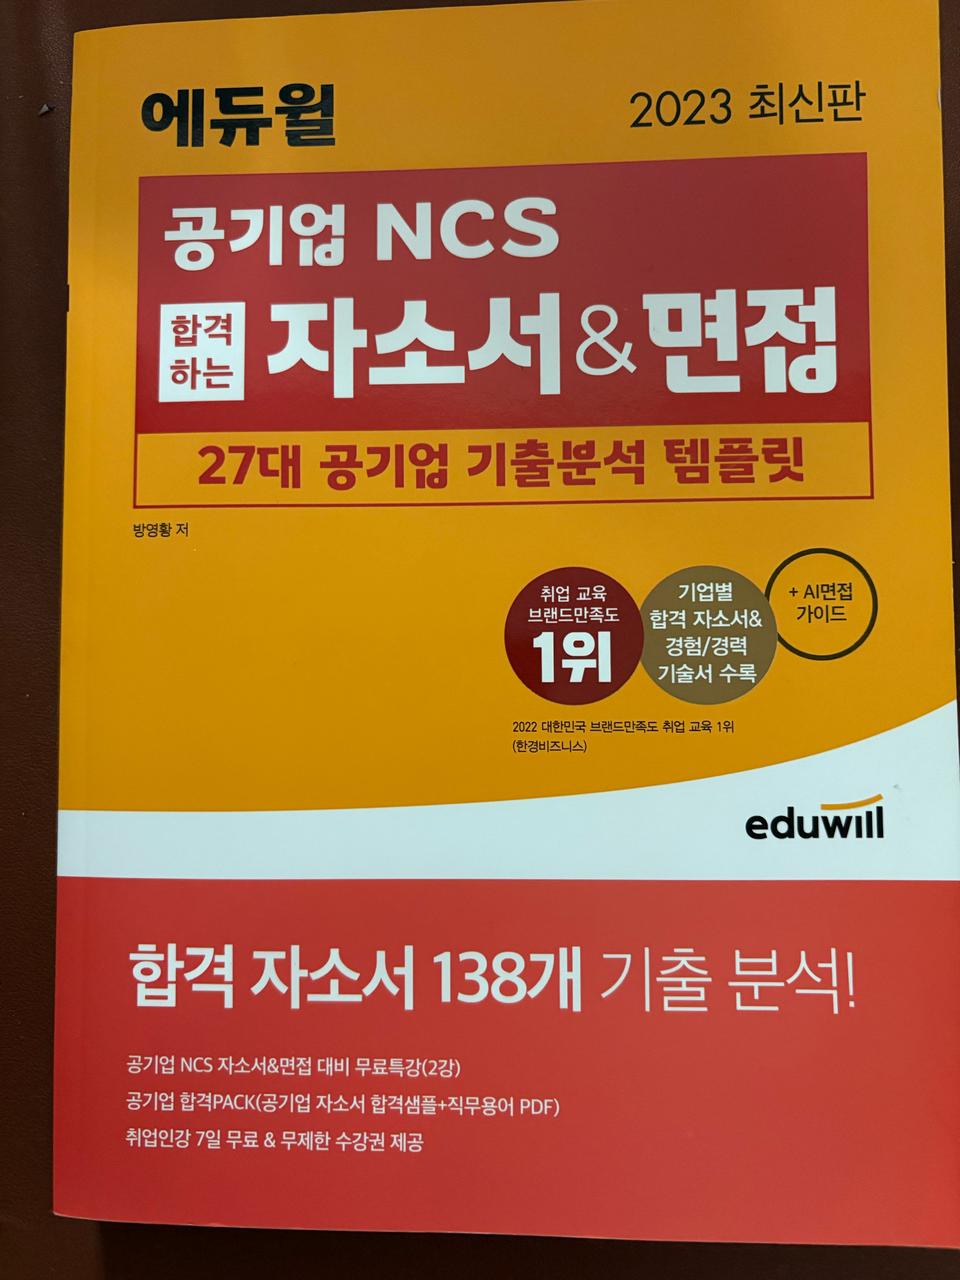 에듀윌
2023 최신판
공기업 NCS
합격
하는
자소서&면접
27대 공기업 기출분석 템플릿
방영황 저
취업 교육
브랜드만족도
1위
기업별
합격 자소서&
경험/경력
기술서 수록
+ AI면접
가이드
2022 대한민국 브랜드만족도 취업 교육 1위
(한경비즈니스)
eduwill
합격 자소서 138개 기출 분석!
공기업 NCS 자소서&면접 대비 무료특강(2강)
공기업 합격PACK(공기업 자소서 합격샘플+직무용어 PDF)
취업인강 7일 무료 & 무제한 수강권 제공